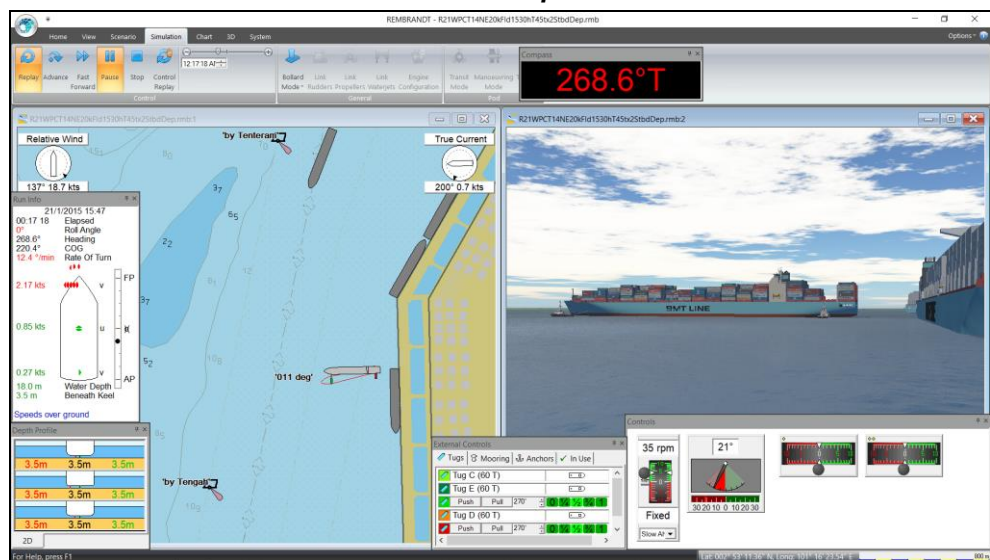 REMBRANDT - R21WPCT14NE20kFld1530hT45tx2StbdDep.rmb
Home View Scenario Simulation Chart 3D System
Options
12:17:18 AM
Replay Advance Fast Forward Pause Stop Control Replay
Bollard Mode Link Rudders Link Propellers Link Waterjets Engine Configuration Transit Mode Manoeuvring Mode
Control General Pod
Compass
268.6°T
R21WPCT14NE20kFld1530hT45tx2StbdDep.rmb:1
R21WPCT14NE20kFld1530hT45tx2StbdDep.rmb:2
Relative Wind
137° 18.7 kts
'by Tenteram'
True Current
200° 0.7 kts
Run Info
21/1/2015 15:47
00:17 18 Elapsed
0° Roll Angle
268.6° Heading
220.4° COG
12.4 °/min Rate Of Turn
FP
2.17 kts v
0.85 kts u
0.27 kts v
AP
18.0 m Water Depth
3.5 m Beneath Keel
Speeds over ground
'011 deg'
'by Tengah'
BMT LINE
Depth Profile
3.5m 3.5m 3.5m
3.5m 3.5m 3.5m
3.5m 3.5m 3.5m
2D
External Controls
Tugs Mooring Anchors In Use
Tug C (60 T)
Tug E (60 T)
Push Pull 270°
Tug D (60 T)
Push Pull 270°
Controls
35 rpm
21°
30 20 10 0 10 20 30
Fixed
For Help, press F1